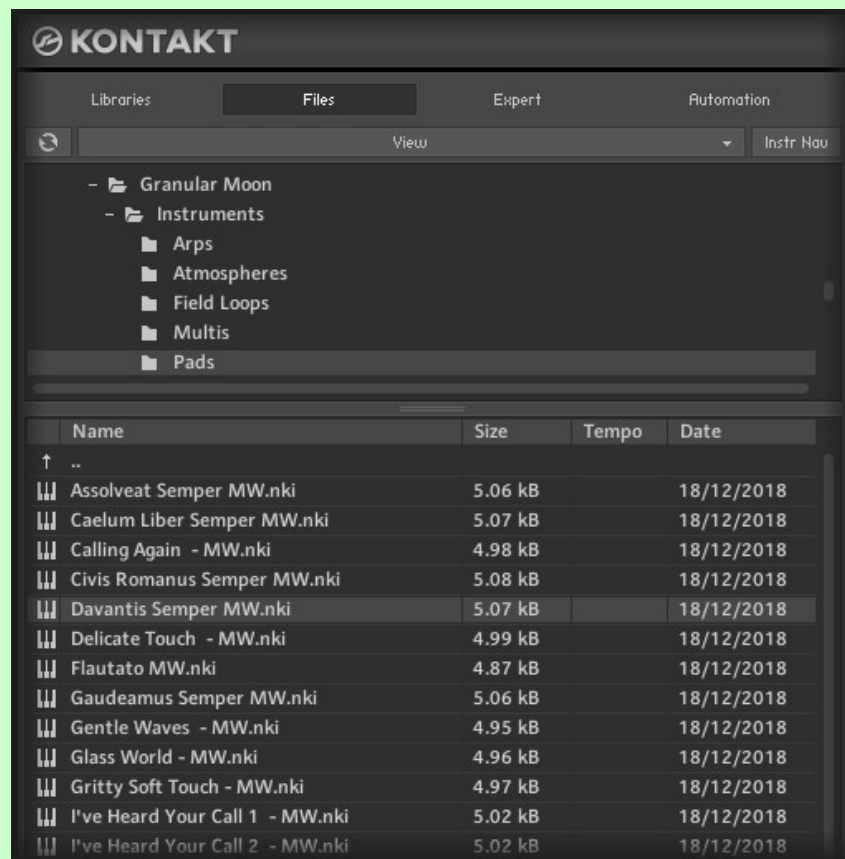 KONTAKT
Libraries Files Expert Automation
View Instr Nav
Granular Moon
Instruments
Arps
Atmospheres
Field Loops
Multis
Pads
Name Size Tempo Date
..
Assolveat Semper MW.nki 5.06 kB 18/12/2018
Caelum Liber Semper MW.nki 5.07 kB 18/12/2018
Calling Again  - MW.nki 4.98 kB 18/12/2018
Civis Romanus Semper MW.nki 5.08 kB 18/12/2018
Davantis Semper MW.nki 5.07 kB 18/12/2018
Delicate Touch  - MW.nki 4.99 kB 18/12/2018
Flautato MW.nki 4.87 kB 18/12/2018
Gaudeamus Semper MW.nki 5.06 kB 18/12/2018
Gentle Waves  - MW.nki 4.95 kB 18/12/2018
Glass World - MW.nki 4.96 kB 18/12/2018
Gritty Soft Touch - MW.nki 4.97 kB 18/12/2018
I've Heard Your Call 1  - MW.nki 5.02 kB 18/12/2018
I've Heard Your Call 2  - MW.nki 5.02 kB 18/12/2018